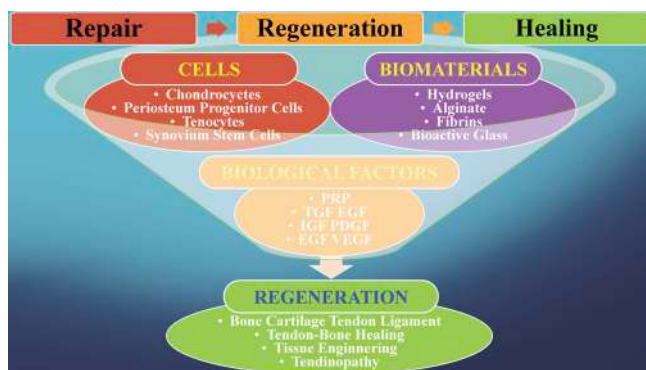 Repair
Regeneration
Healing
CELLS
• Chondrocyctes
• Periosteum Progenitor Cells
• Tenocytes
• Synovium Stem Cells
BIOMATERIALS
• Hydrogels
• Alginate
• Fibrins
• Bioactive Glass
BIOLOGICAL FACTORS
• PRP
• TGF EGF
• IGF PDGF
• EGF VEGF
REGENERATION
• Bone Cartilage Tendon Ligament
• Tendon-Bone Healing
• Tissue Enginnering
• Tendinopathy